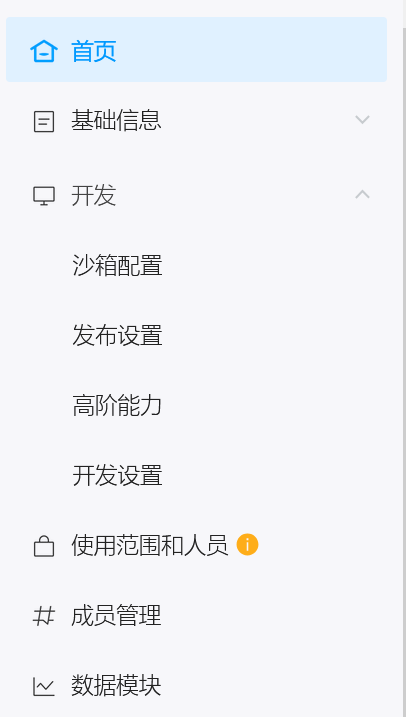 首页
基础信息
开发
沙箱配置
发布设置
高阶能力
开发设置
使用范围和人员
成员管理
数据模块